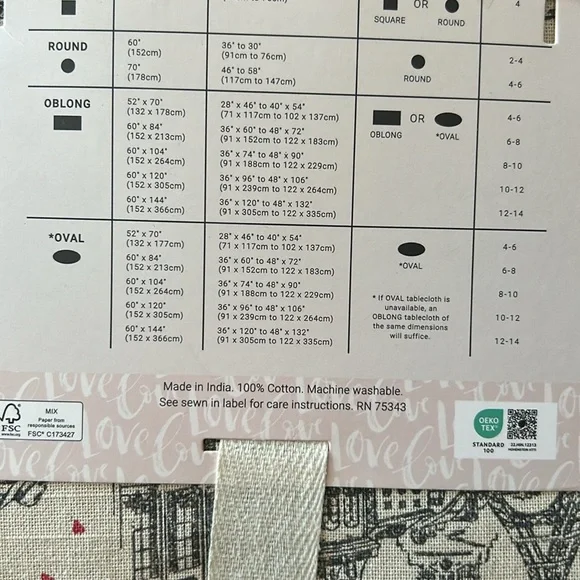 OR
4
SQUARE
ROUND
ROUND
60"
(152cm)
36" to 30"
(91cm to 76cm)
2-4
70"
(178cm)
46" to 58"
(117cm to 147cm)
ROUND
4-6
OBLONG
52" x 70"
(132 x 178cm)
28" x 46" to 40" x 54"
(71 x 117cm to 102 x 137cm)
OR
4-6
60" x 84"
(152 x 213cm)
36" x 60" to 48" x 72"
(91 x 152cm to 122 x 183cm)
OBLONG
*OVAL
6-8
60" x 104"
(152 x 264cm)
36" x 74" to 48" x 90"
(91 x 188cm to 122 x 229cm)
8-10
60" x 120"
(152 x 305cm)
36" x 96" to 48" x 106"
(91 x 239cm to 122 x 264cm)
10-12
60" x 144"
(152 x 366cm)
36" x 120" to 48" x 132"
(91 x 305cm to 122 x 335cm)
12-14
*OVAL
52" x 70"
(132 x 177cm)
28" x 46" to 40" x 54"
(71 x 117cm to 102 x 137cm)
4-6
60" x 84"
(152 x 213cm)
36" x 60" to 48" x 72"
(91 x 152cm to 122 x 183cm)
*OVAL
6-8
60" x 104"
(152 x 264cm)
36" x 74" to 48" x 90"
(91 x 188cm to 122 x 229cm)
8-10
60" x 120"
(152 x 305cm)
36" x 96" to 48" x 106"
(91 x 239cm to 122 x 264cm)
10-12
60" x 144"
(152 x 366cm)
36" x 120" to 48" x 132"
(91 x 305cm to 122 x 335cm)
12-14
* If OVAL tablecloth is
unavailable, an
OBLONG tablecloth of
the same dimensions
will suffice.
Made in India. 100% Cotton. Machine washable.
See sewn in label for care instructions. RN 75343
FSC
www.fsc.org
MIX
Paper from
responsible sources
FSC® C173427
OEKO
TEX®
STANDARD
100
22.HIN.12213
HOHENSTEIN HTTI
Love